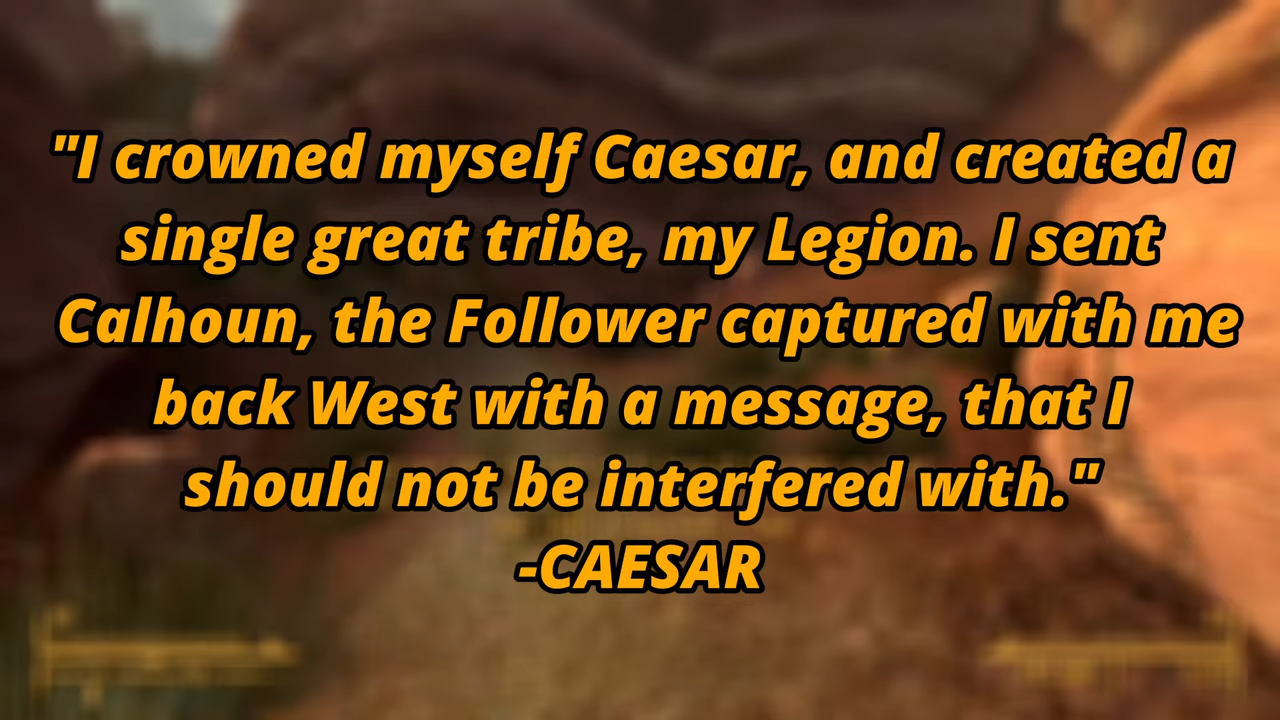 "I crowned myself Caesar, and created a
single great tribe, my Legion. I sent
Calhoun, the Follower captured with me
back West with a message, that I
should not be interfered with."
-CAESAR